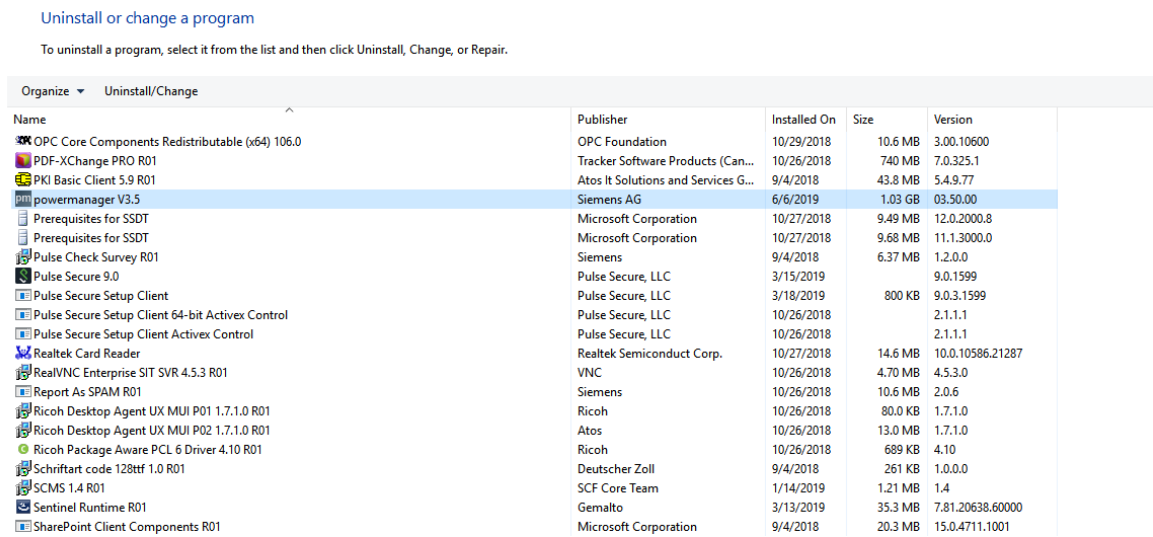 Uninstall or change a program
To uninstall a program, select it from the list and then click Uninstall, Change, or Repair.
Organize Uninstall/Change
Name Publisher Installed On Size Version
OPC Core Components Redistributable (x64) 106.0 OPC Foundation 10/29/2018 10.6 MB 3.00.10600
PDF-XChange PRO R01 Tracker Software Products (Can... 10/26/2018 740 MB 7.0.325.1
PKI Basic Client 5.9 R01 Atos It Solutions and Services G... 9/4/2018 43.8 MB 5.4.9.77
pm powermanager V3.5 Siemens AG 6/6/2019 1.03 GB 03.50.00
Prerequisites for SSDT Microsoft Corporation 10/27/2018 9.49 MB 12.0.2000.8
Prerequisites for SSDT Microsoft Corporation 10/27/2018 9.68 MB 11.1.3000.0
Pulse Check Survey R01 Siemens 9/4/2018 6.37 MB 1.2.0.0
Pulse Secure 9.0 Pulse Secure, LLC 3/15/2019 9.0.1599
Pulse Secure Setup Client Pulse Secure, LLC 3/18/2019 800 KB 9.0.3.1599
Pulse Secure Setup Client 64-bit Activex Control Pulse Secure, LLC 10/26/2018 2.1.1.1
Pulse Secure Setup Client Activex Control Pulse Secure, LLC 10/26/2018 2.1.1.1
Realtek Card Reader Realtek Semiconduct Corp. 10/27/2018 14.6 MB 10.0.10586.21287
RealVNC Enterprise SIT SVR 4.5.3 R01 VNC 10/26/2018 4.70 MB 4.5.3.0
Report As SPAM R01 Siemens 10/26/2018 10.6 MB 2.0.6
Ricoh Desktop Agent UX MUI P01 1.7.1.0 R01 Ricoh 10/26/2018 80.0 KB 1.7.1.0
Ricoh Desktop Agent UX MUI P02 1.7.1.0 R01 Atos 10/26/2018 13.0 MB 1.7.1.0
Ricoh Package Aware PCL 6 Driver 4.10 R01 Ricoh 10/26/2018 689 KB 4.10
Schriftart code 128ttf 1.0 R01 Deutscher Zoll 9/4/2018 261 KB 1.0.0.0
SCMS 1.4 R01 SCF Core Team 1/14/2019 1.21 MB 1.4
Sentinel Runtime R01 Gemalto 3/13/2019 35.3 MB 7.81.20638.60000
SharePoint Client Components R01 Microsoft Corporation 9/4/2018 20.3 MB 15.0.4711.1001